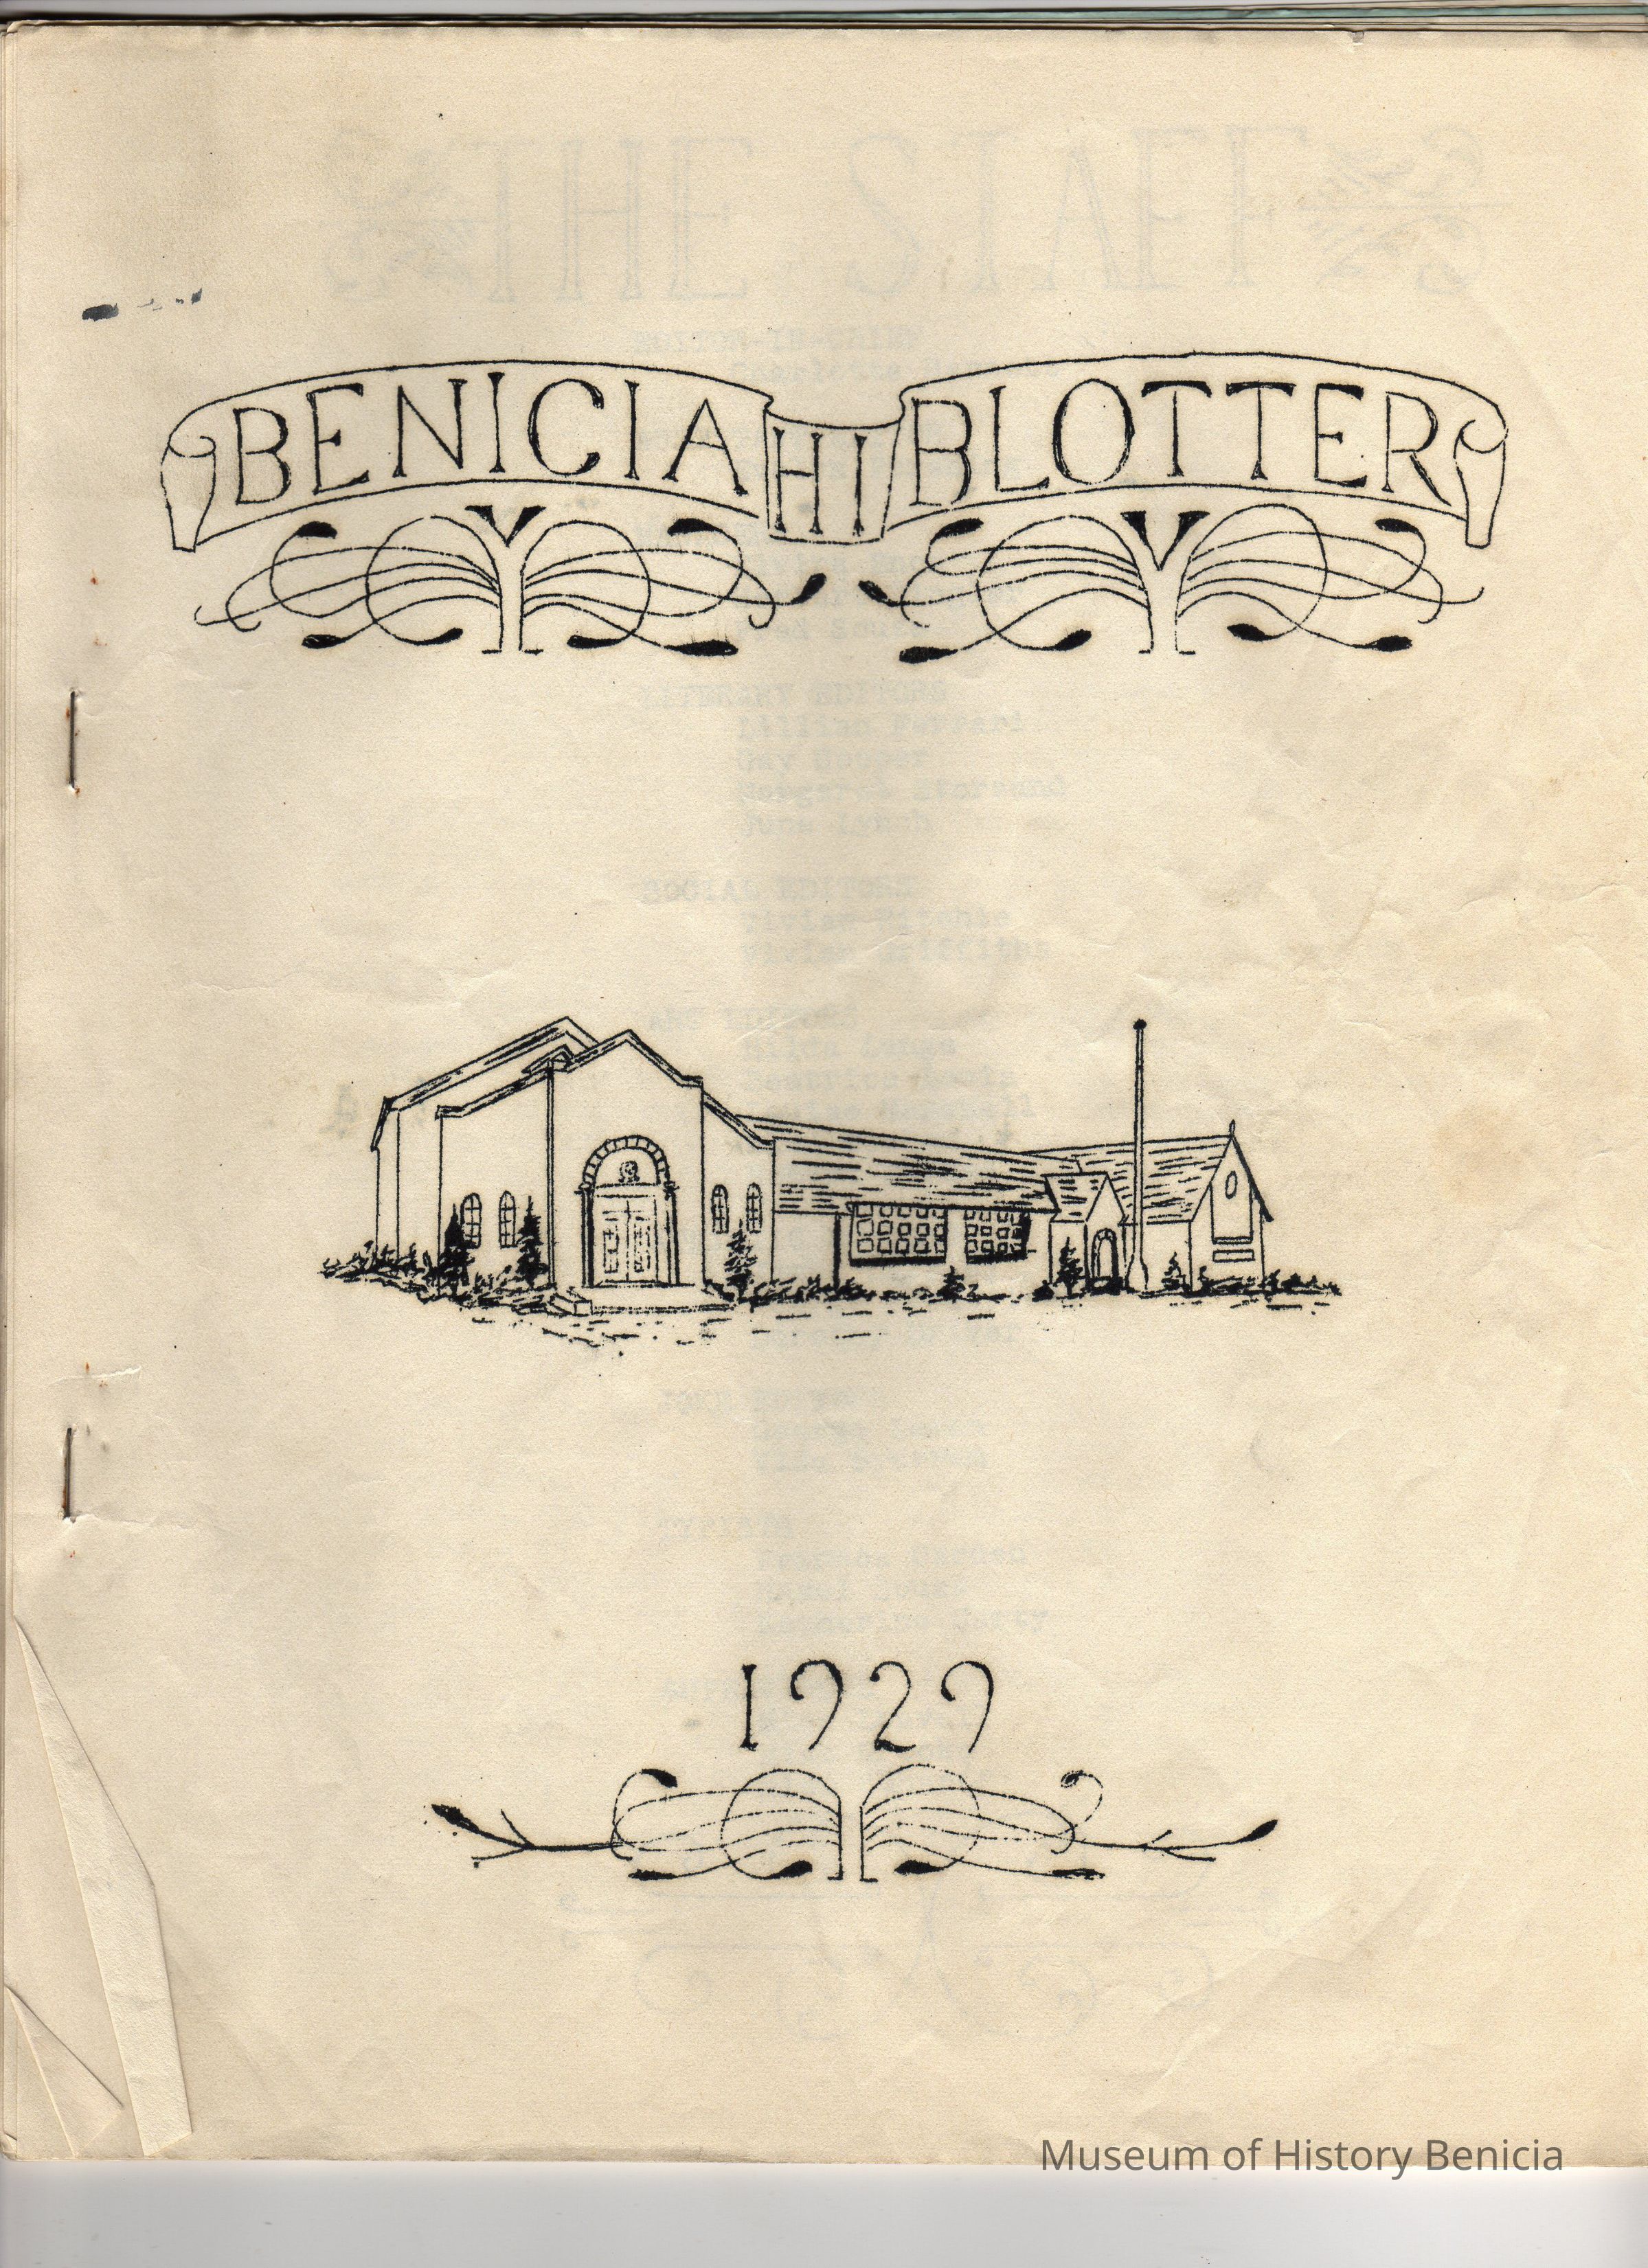 BENICIA HI BLOTTER
1929
Museum of History Benicia